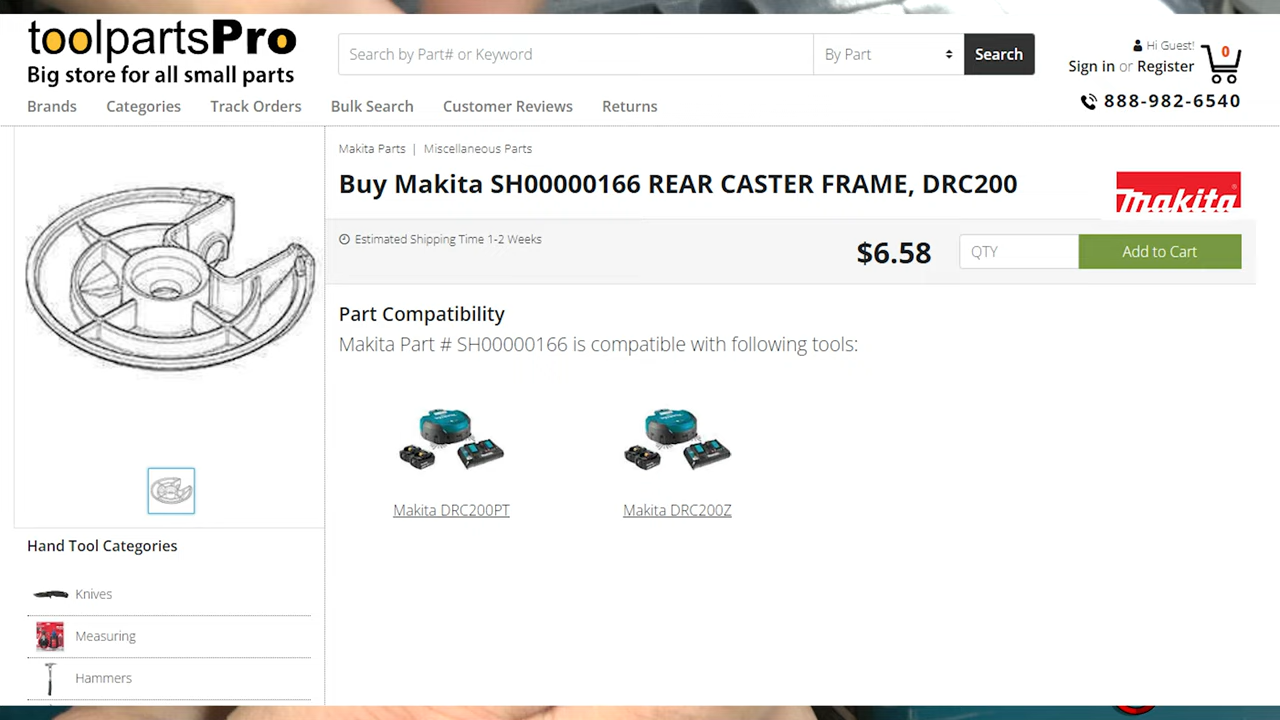 toolpartsPro
Big store for all small parts
Search by Part# or Keyword
By Part
Search
Hi Guest!
Sign in or Register
0
888-982-6540
Brands
Categories
Track Orders
Bulk Search
Customer Reviews
Returns
Makita Parts | Miscellaneous Parts
Buy Makita SH00000166 REAR CASTER FRAME, DRC200
makita
Estimated Shipping Time 1-2 Weeks
$6.58
QTY
Add to Cart
Part Compatibility
Makita Part # SH00000166 is compatible with following tools:
Makita DRC200PT
Makita DRC200Z
Hand Tool Categories
Knives
Measuring
Hammers